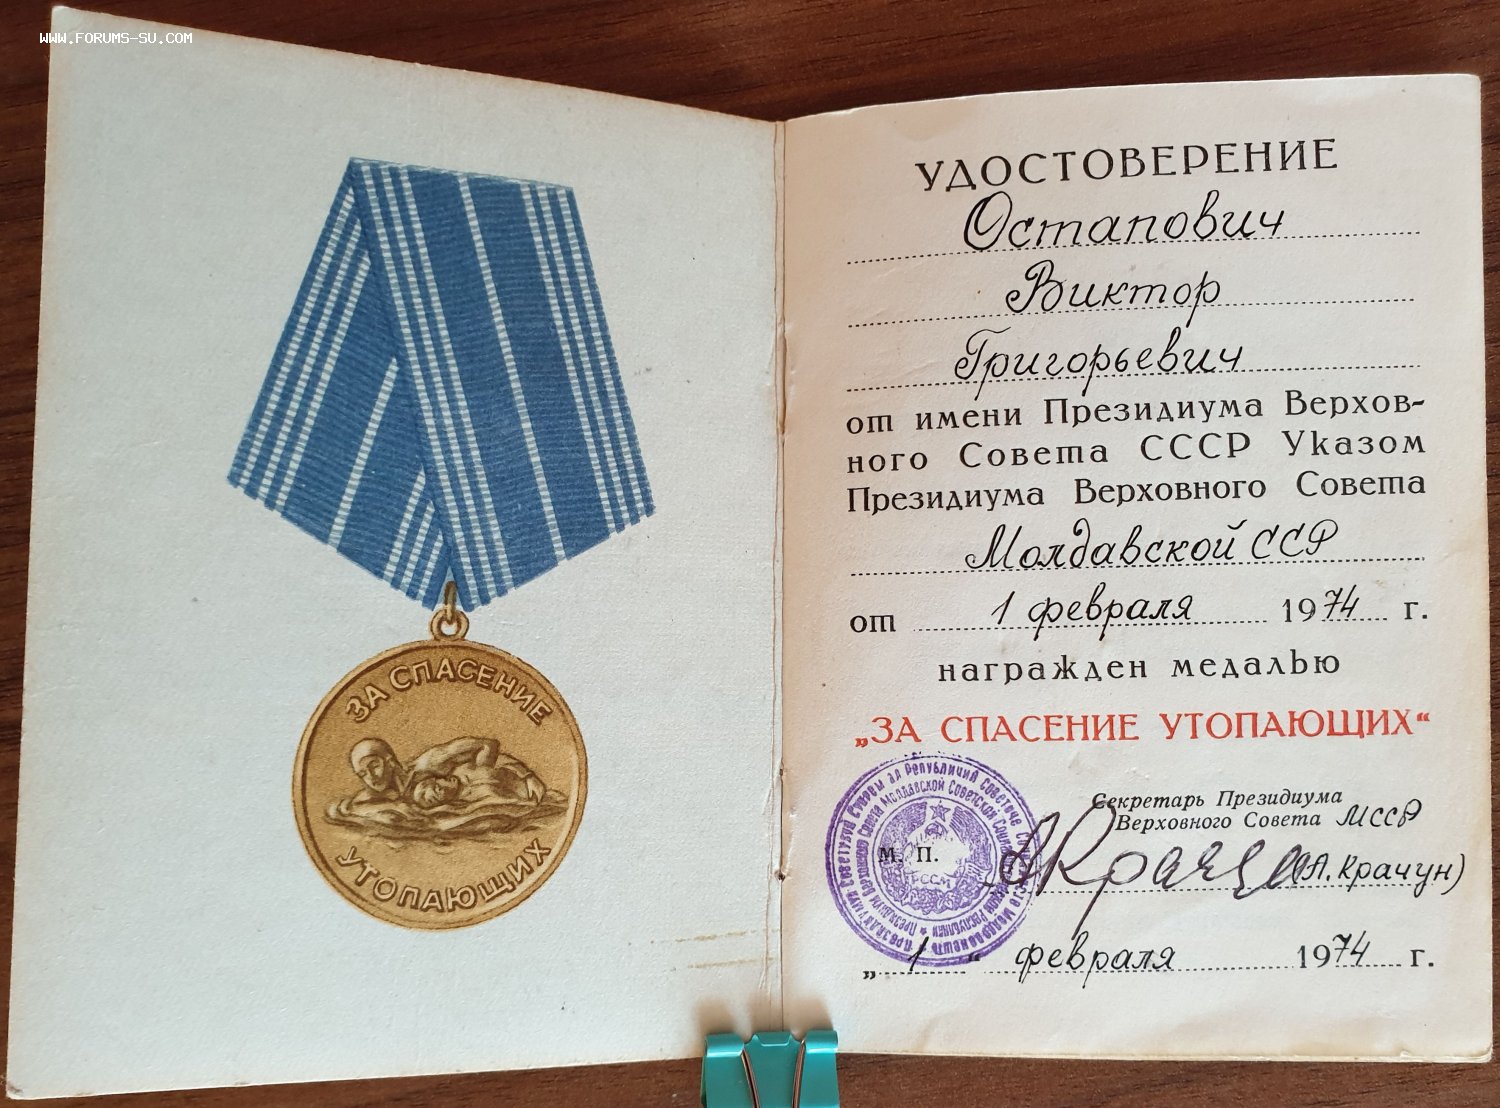 WWW.FORUMS-SU.COM
ЗА СПАСЕНИЕ
УТОПАЮЩИХ
УДОСТОВЕРЕНИЕ
Остапович
Виктор
Григорьевич
от имени Президиума Верхов-
ного Совета СССР Указом
Президиума Верховного Совета
Молдавской ССР
от 1 февраля 1974 г.
награжден медалью
„ЗА СПАСЕНИЕ УТОПАЮЩИХ“
Секретарь Президиума
Верховного Совета МССР
М. П.
(А. Крачун)
„ 1 “ февраля 1974 г.